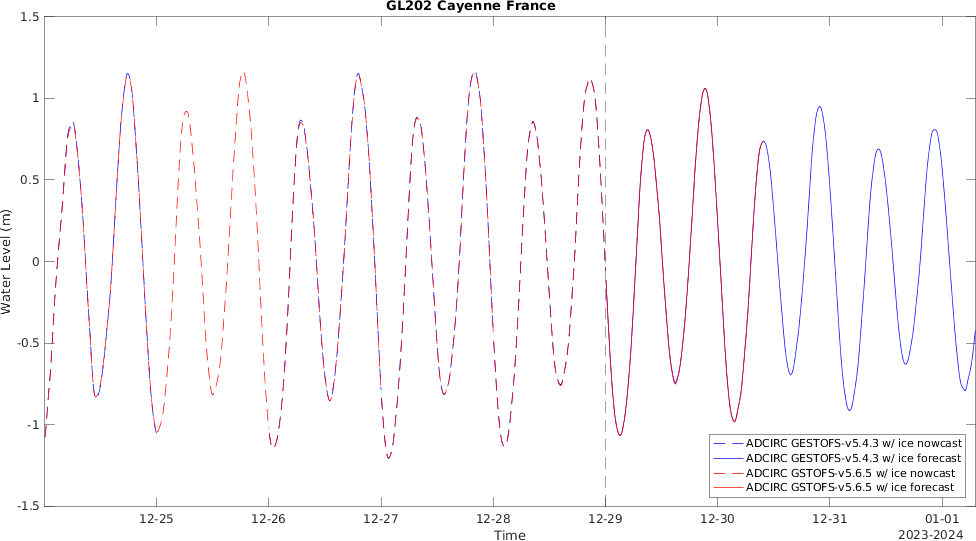 GL202 Cayenne France
1.5
1
0.5
0
-0.5
-1
-1.5
Water Level (m)
12-25
12-26
12-27
12-28
12-29
12-30
12-31
01-01
Time
2023-2024
ADCIRC GESTOFS-v5.4.3 w/ ice nowcast
ADCIRC GESTOFS-v5.4.3 w/ ice forecast
ADCIRC GSTOFS-v5.6.5 w/ ice nowcast
ADCIRC GSTOFS-v5.6.5 w/ ice forecast